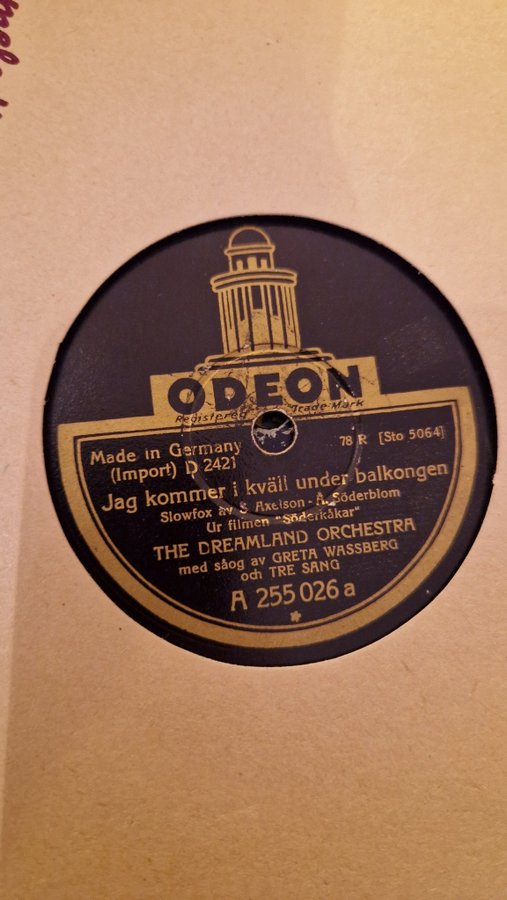 ODEON
Registered Trade-Mark
Made in Germany
(Import) D 2421
78 R [Sto 5064]
Jag kommer i kväll under balkongen
Slowfox av S Axelson - A. Söderblom
Ur filmen "Söderkåkar"
THE DREAMLAND ORCHESTRA
med såog av GRETA WASSBERG
och TRE SANG
A 255 026 a